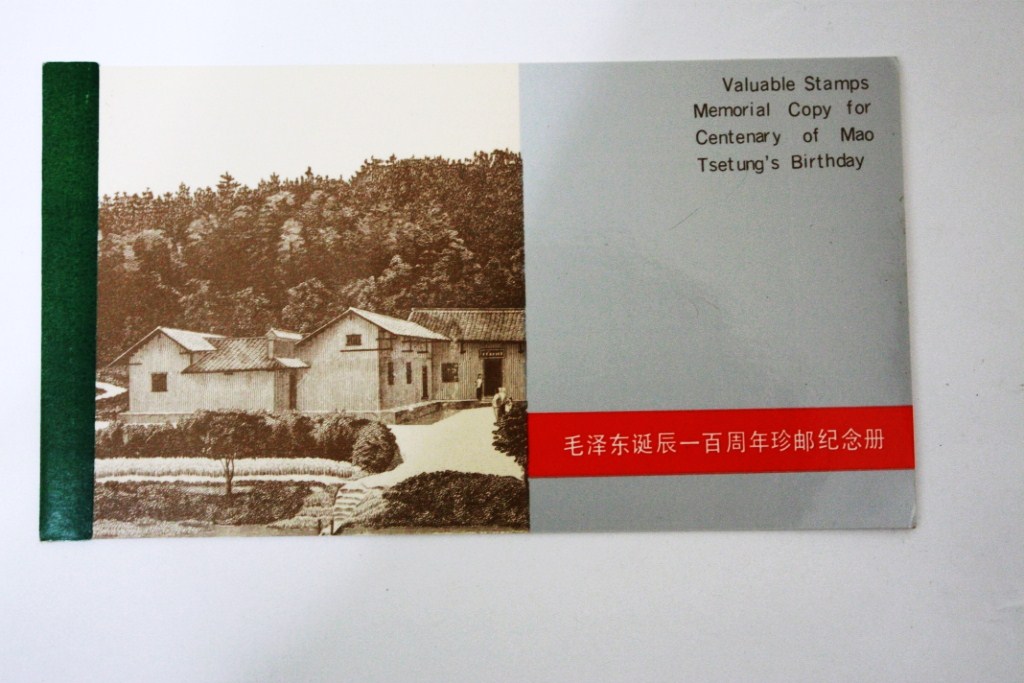 Valuable Stamps
Memorial Copy for
Centenary of Mao
Tsetung's Birthday
毛泽东诞辰一百周年珍邮纪念册